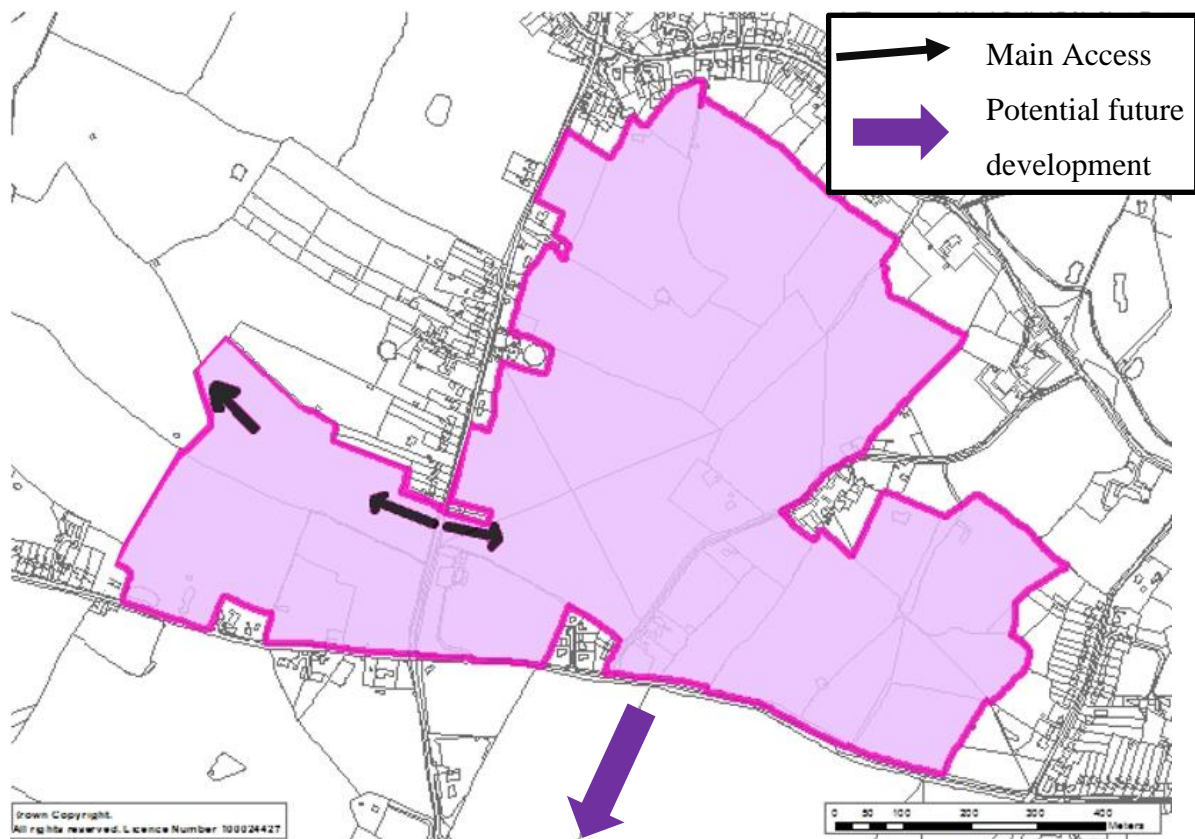 Main Access
Potential future
development
Crown Copyright.
All rights reserved. Licence Number 100024427
0 50 100 200 300 400
Meters